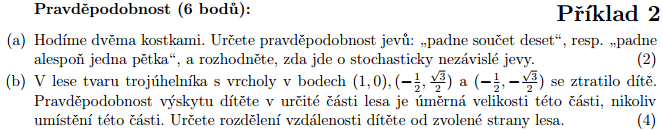 Pravděpodobnost (6 bodů): Příklad 2
(a) Hodíme dvěma kostkami. Určete pravděpodobnost jevů: „padne součet deset“, resp. „padne
alespoň jedna pětka“, a rozhodněte, zda jde o stochasticky nezávislé jevy. (2)
(b) V lese tvaru trojúhelníka s vrcholy v bodech (1, 0), (−1/2, √3/2) a (−1/2, −√3/2) se ztratilo dítě.
Pravděpodobnost výskytu dítěte v určité části lesa je úměrná velikosti této části, nikoliv
umístění této části. Určete rozdělení vzdálenosti dítěte od zvolené strany lesa. (4)